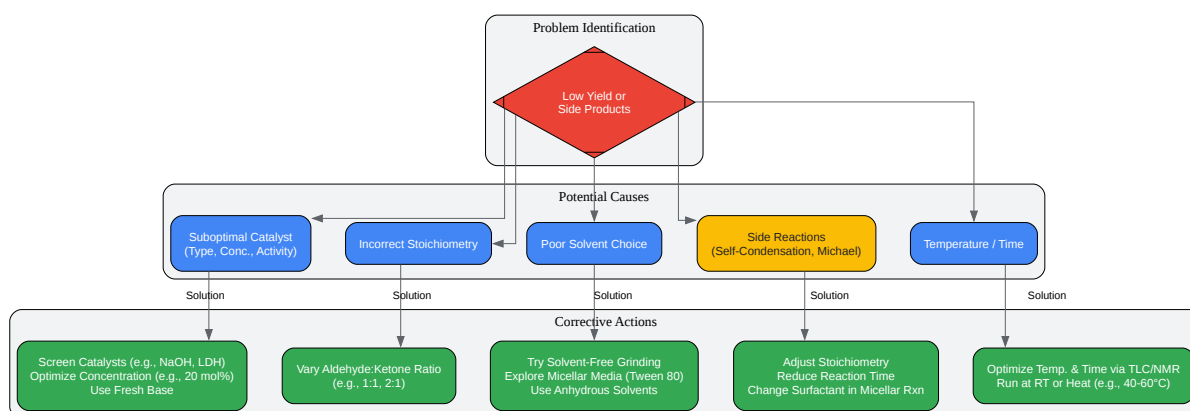 Problem Identification
Low Yield or
Side Products
Potential Causes
Suboptimal Catalyst
(Type, Conc., Activity)
Incorrect Stoichiometry
Poor Solvent Choice
Side Reactions
(Self-Condensation, Michael)
Temperature / Time
Solution
Solution
Solution
Solution
Solution
Corrective Actions
Screen Catalysts (e.g., NaOH, LDH)
Optimize Concentration (e.g., 20 mol%)
Use Fresh Base
Vary Aldehyde:Ketone Ratio
(e.g., 1:1, 2:1)
Try Solvent-Free Grinding
Explore Micellar Media (Tween 80)
Use Anhydrous Solvents
Adjust Stoichiometry
Reduce Reaction Time
Change Surfactant in Micellar Rxn
Optimize Temp. & Time via TLC/NMR
Run at RT or Heat (e.g., 40-60°C)